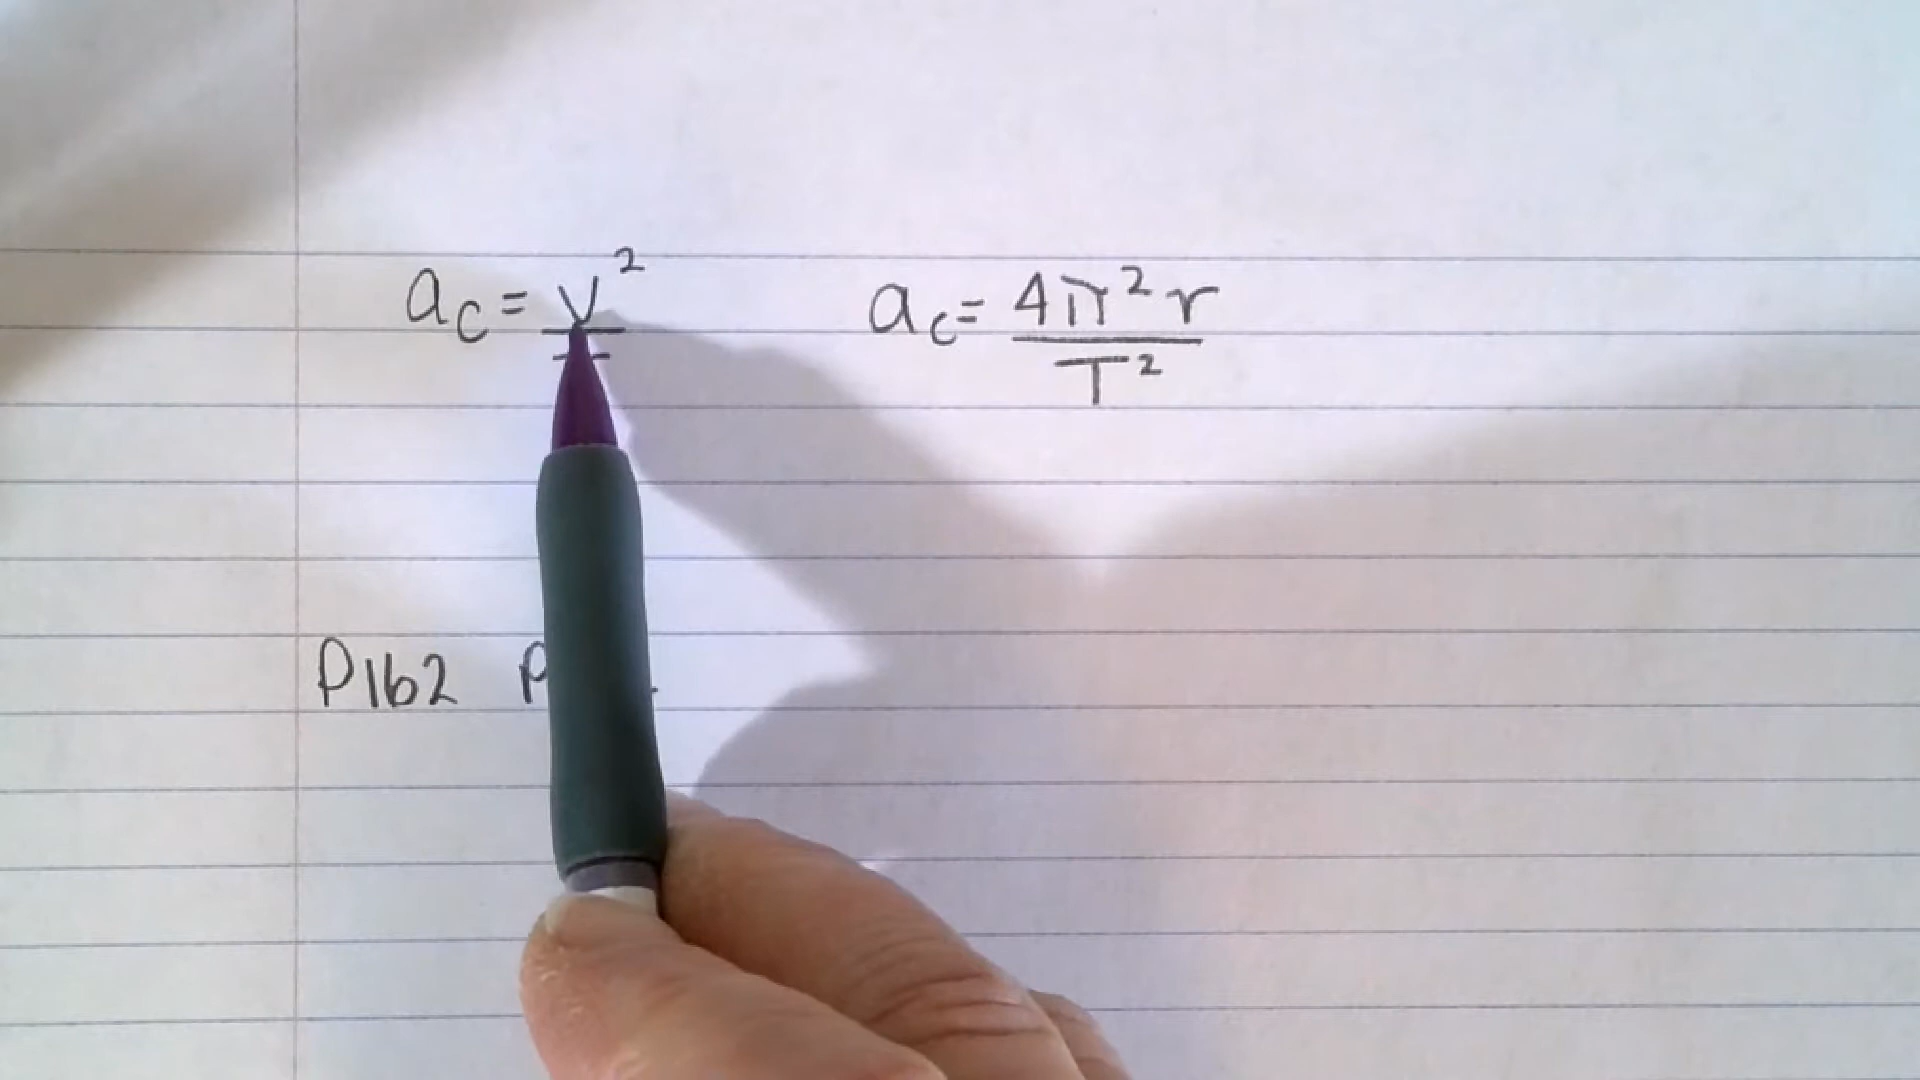 a_c = v²/ a_c = 4π²r/T²
P162